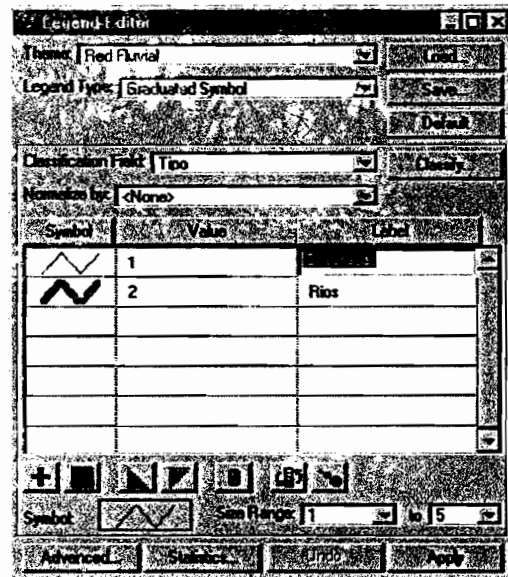 Legend Editor
Theme: Red Fluvial Load...
Legend Type: Graduated Symbol Save...
Default
Classification Field: Tipo Classify...
Normalize by: <None>
Symbol Value Label
1
2 Rios
Symbol: Size Range: 1 to 5
Advanced... Statistics... Undo Apply